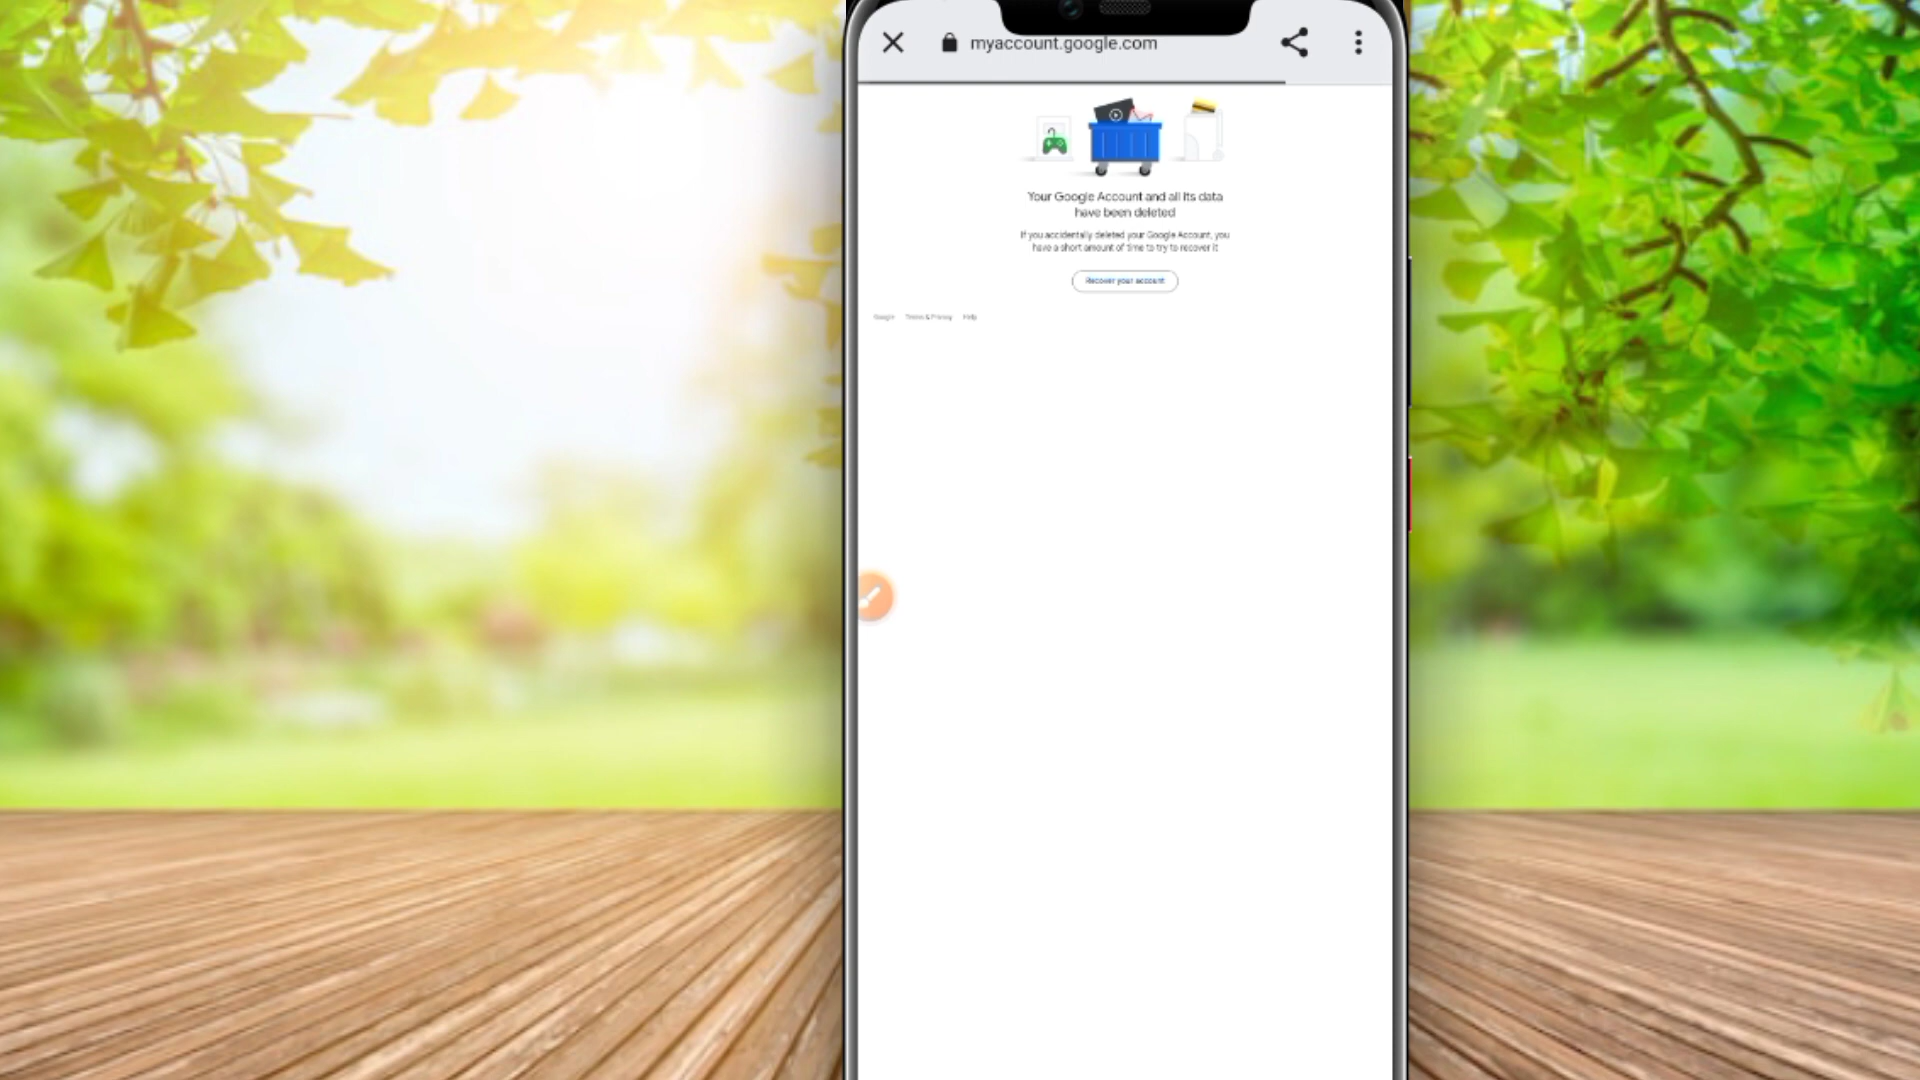 myaccount.google.com
Your Google Account and all its data
have been deleted
If you accidentally deleted your Google Account, you
have a short amount of time to try to recover it
Recover your account
Google Terms & Privacy Help